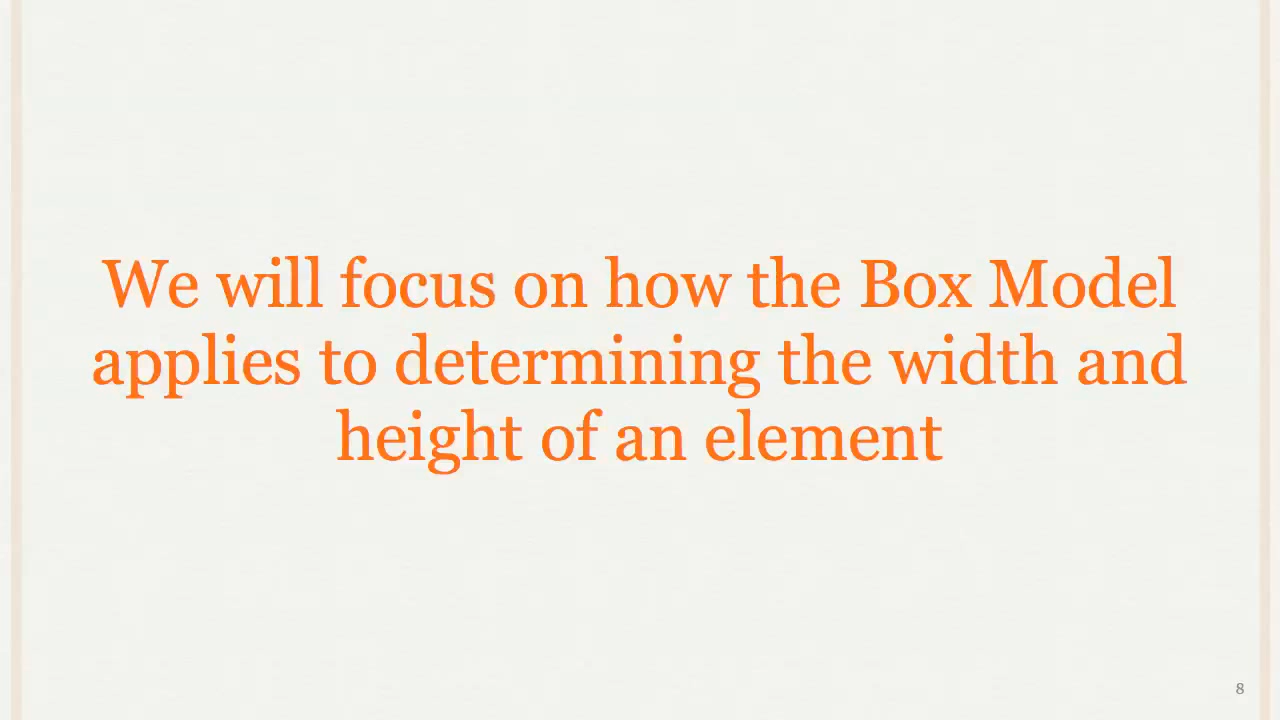 We will focus on how the Box Model
applies to determining the width and
height of an element
8